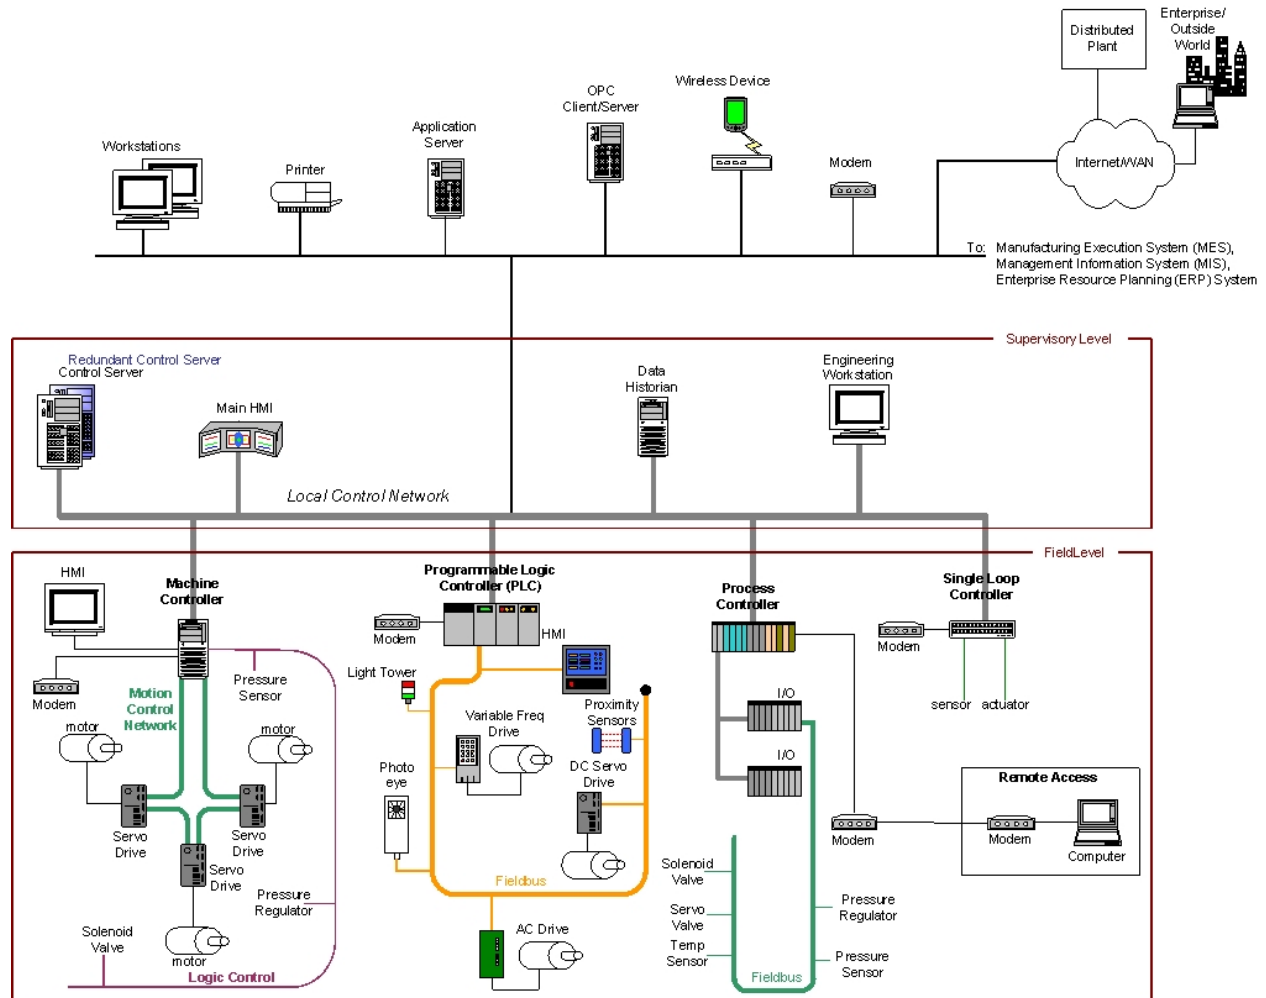 Distributed
Plant
Enterprise/
Outside
World
Internet/WAN
Workstations
Printer
Application
Server
OPC
Client/Server
Wireless Device
Modem
To: Manufacturing Execution System (MES),
Management Information System (MIS),
Enterprise Resource Planning (ERP) System
Supervisory Level
Redundant Control Server
Control Server
Main HMI
Data
Historian
Engineering
Workstation
Local Control Network
FieldLevel
HMI
Machine
Controller
Modem
Pressure
Sensor
Motion
Control
Network
motor
motor
Servo
Drive
Servo
Drive
Servo
Drive
motor
Pressure
Regulator
Solenoid
Valve
Logic Control
Programmable Logic
Controller (PLC)
Modem
HMI
Light Tower
Variable Freq
Drive
Proximity
Sensors
Photo
eye
DC Servo
Drive
Fieldbus
AC Drive
Process
Controller
I/O
I/O
Modem
Solenoid
Valve
Servo
Valve
Temp
Sensor
Pressure
Regulator
Pressure
Sensor
Fieldbus
Single Loop
Controller
Modem
sensor
actuator
Remote Access
Modem
Computer